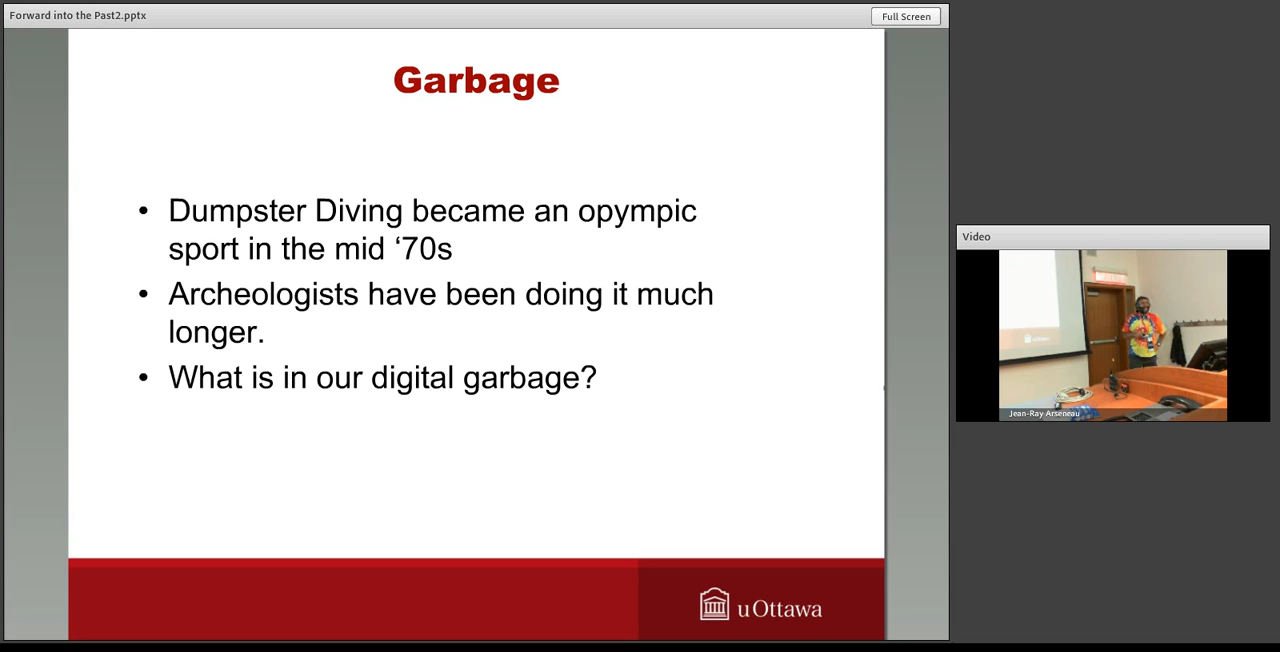 Forward into the Past2.pptx
Full Screen
Garbage
• Dumpster Diving became an opympic
sport in the mid ‘70s
• Archeologists have been doing it much
longer.
• What is in our digital garbage?
uOttawa
Video
uOttawa
Jean-Ray Arseneau